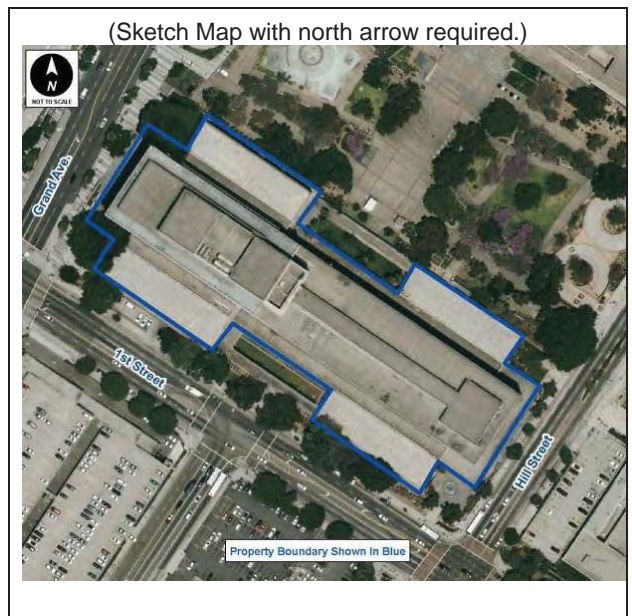 (Sketch Map with north arrow required.)
N
NOT TO SCALE
Grand Ave.
1st Street
Hill Street
Property Boundary Shown In Blue